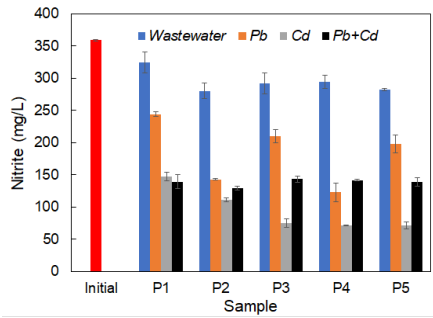 400
Wastewater Pb Cd Pb+Cd
350
300
250
200
150
100
50
0
Nitrite (mg/L)
Initial P1 P2 P3 P4 P5
Sample